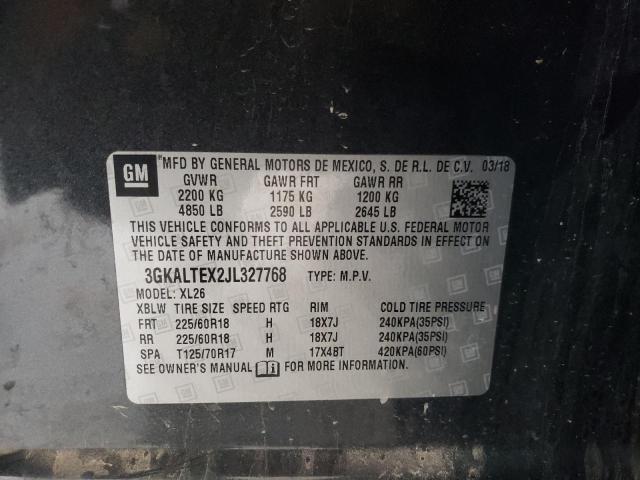 GM ® MFD BY GENERAL MOTORS DE MEXICO, S. DE R.L. DE C.V. 03/18
GVWR GAWR FRT GAWR RR
2200 KG 1175 KG 1200 KG
4850 LB 2590 LB 2645 LB
THIS VEHICLE CONFORMS TO ALL APPLICABLE U.S. FEDERAL MOTOR
VEHICLE SAFETY AND THEFT PREVENTION STANDARDS IN EFFECT ON
THE DATE OF MANUFACTURE SHOWN ABOVE.
3GKALTEX2JL327768 TYPE: M.P.V.
MODEL: XL26
XBLW TIRE SIZE SPEED RTG RIM COLD TIRE PRESSURE
FRT 225/60R18 H 18X7J 240KPA(35PSI)
RR 225/60R18 H 18X7J 240KPA(35PSI)
SPA T125/70R17 M 17X4BT 420KPA(60PSI)
SEE OWNER'S MANUAL FOR MORE INFORMATION.